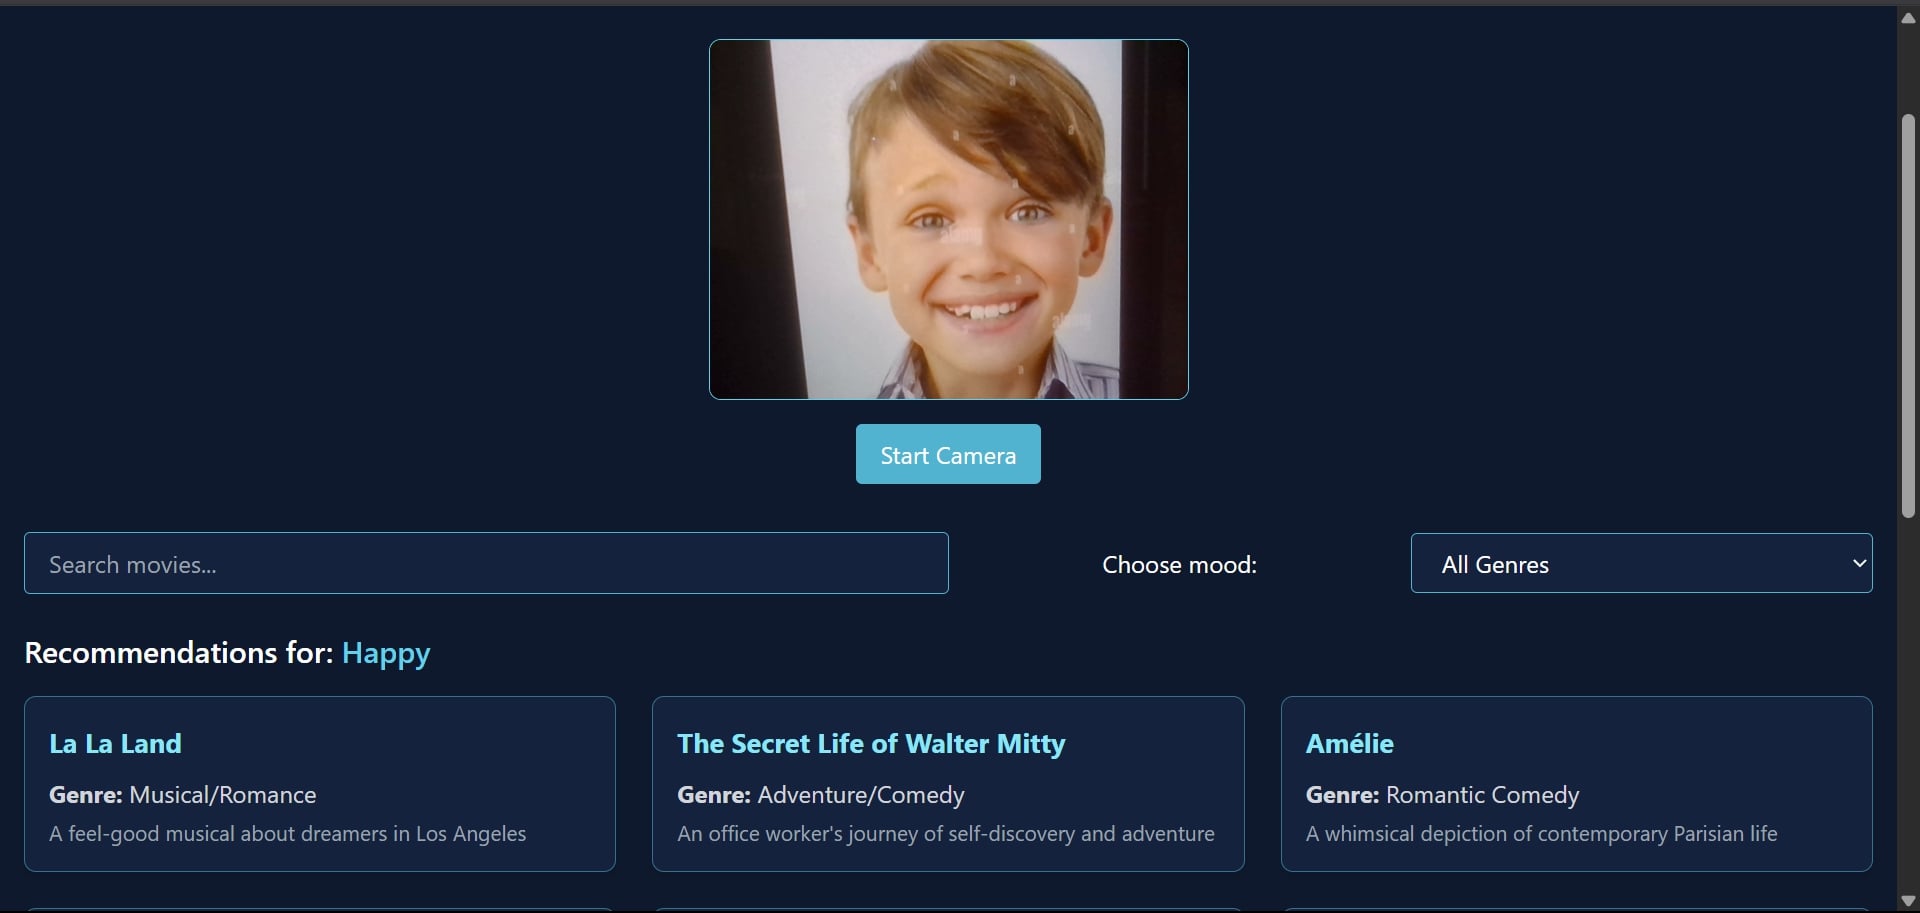 Start Camera
Search movies...
Choose mood:
All Genres
Recommendations for: Happy
La La Land
Genre: Musical/Romance
A feel-good musical about dreamers in Los Angeles
The Secret Life of Walter Mitty
Genre: Adventure/Comedy
An office worker's journey of self-discovery and adventure
Amélie
Genre: Romantic Comedy
A whimsical depiction of contemporary Parisian life